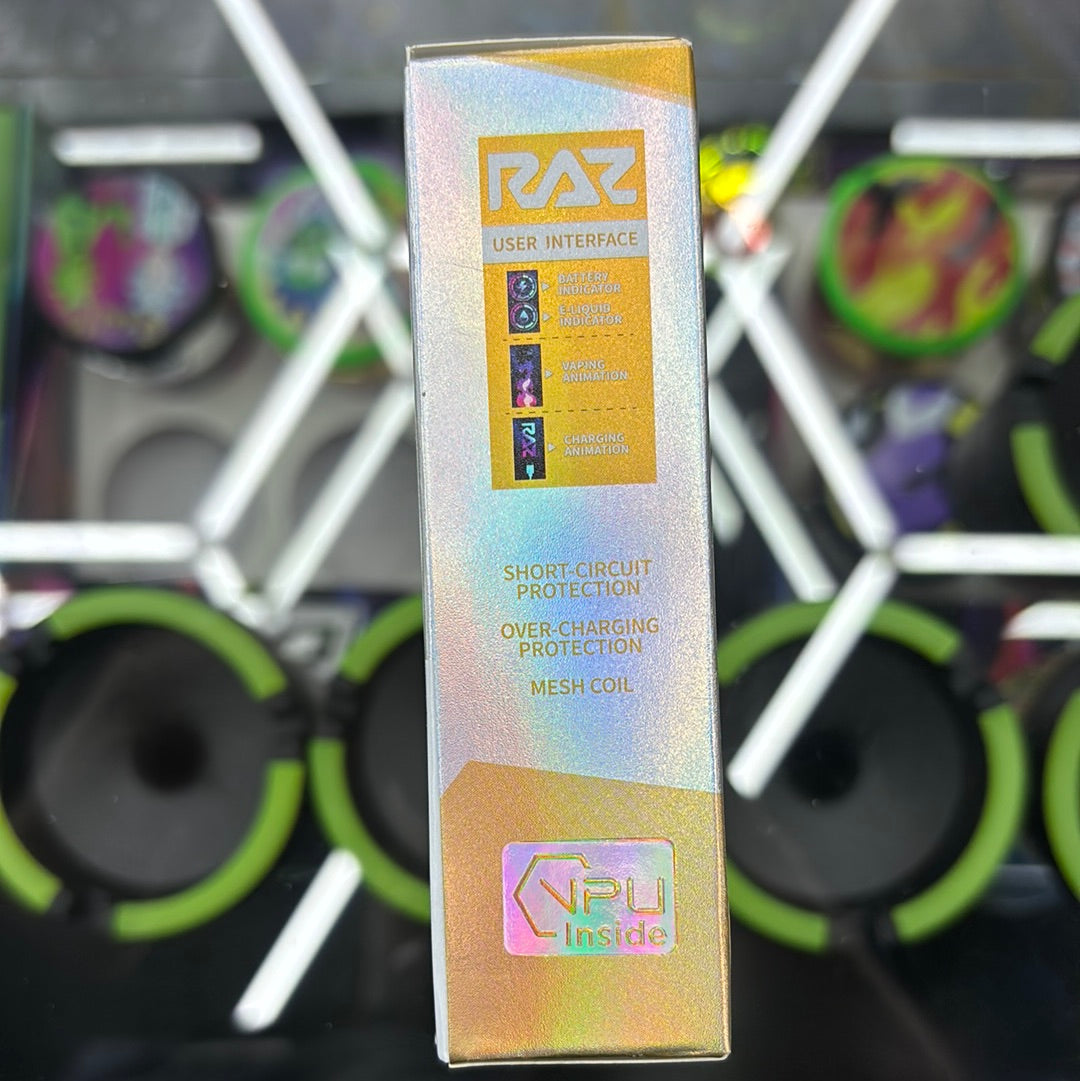 RAZ
USER INTERFACE
BATTERY
INDICATOR
E-LIQUID
INDICATOR
VAPING
ANIMATION
RAZ
CHARGING
ANIMATION
SHORT-CIRCUIT
PROTECTION
OVER-CHARGING
PROTECTION
MESH COIL
VPU
Inside